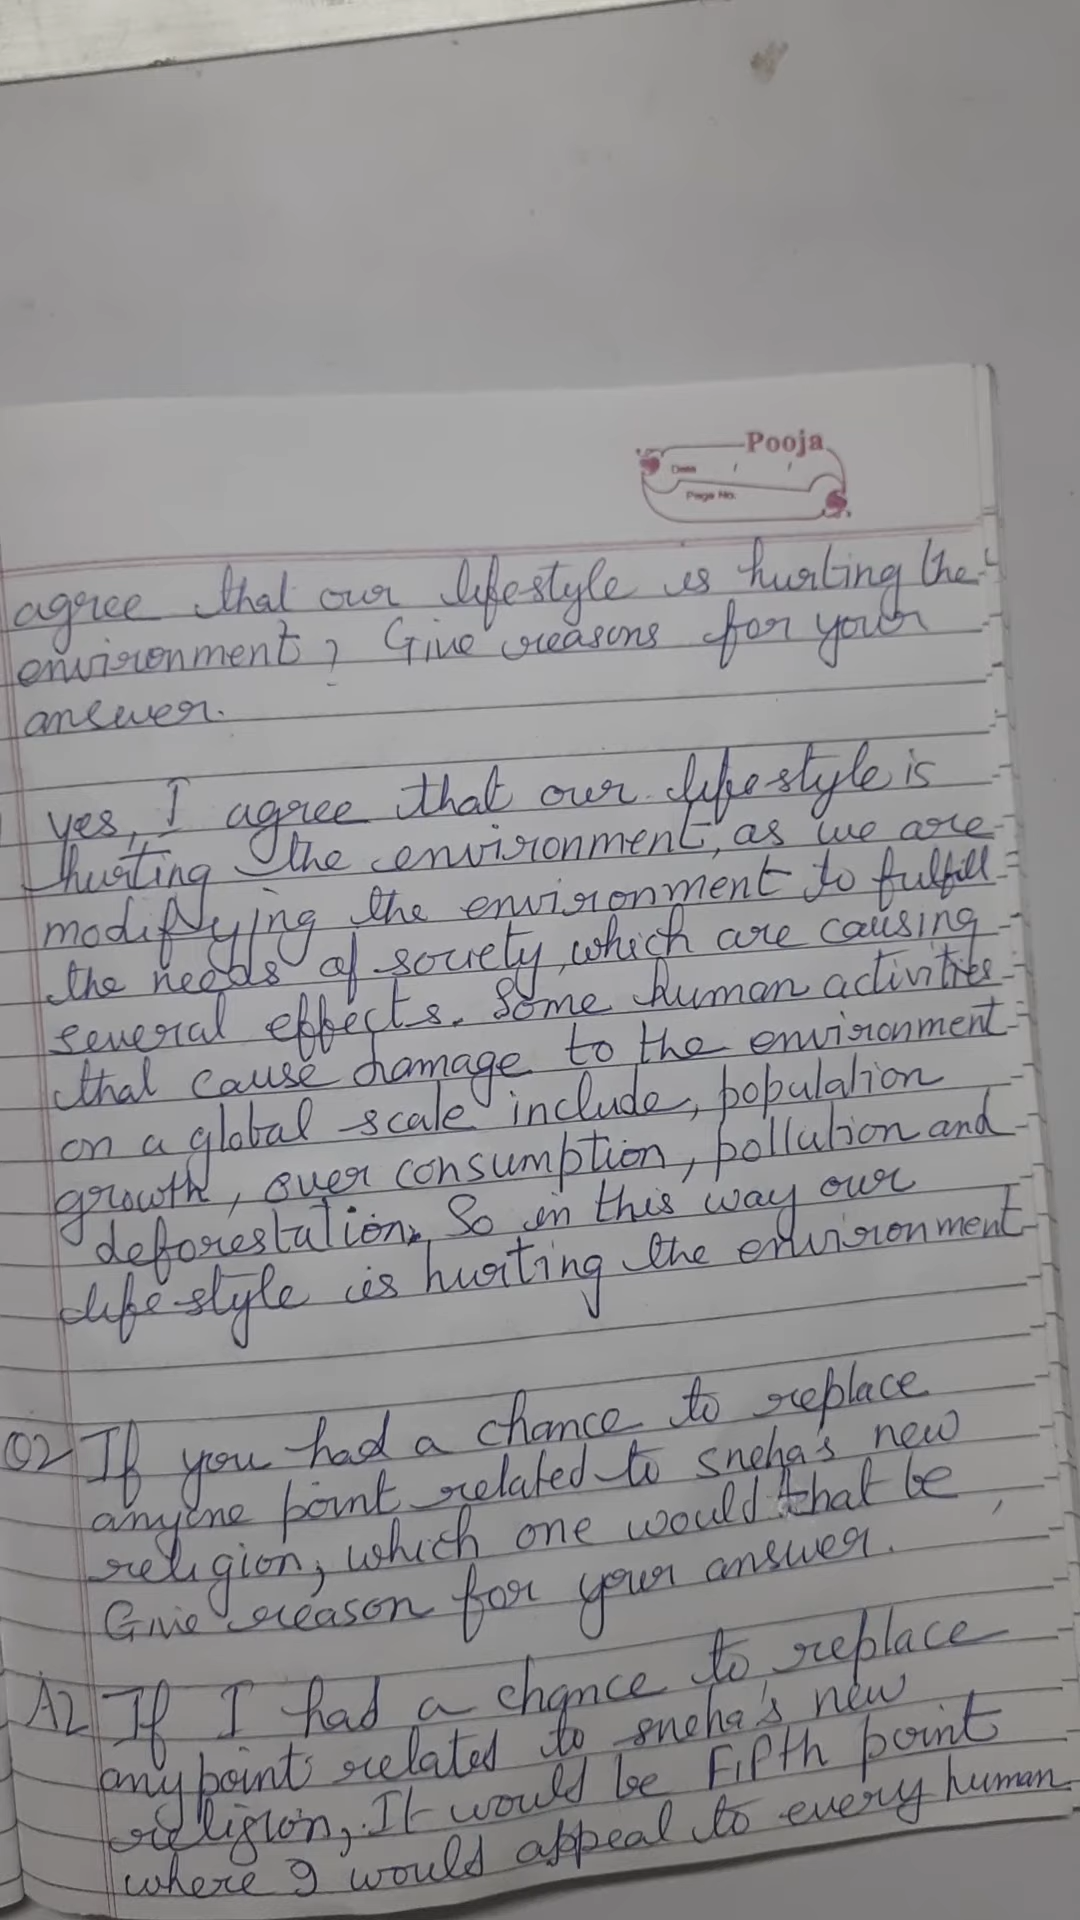 Pooja
Date / /
Page No.
agree that our lifestyle is hurting the
environment? Give reasons for your
answer.
yes, I agree that our lifestyle is
hurting the environment, as we are
modifiying the environment to fulfill
the needs of society, which are causing
several effects. Some human activities
that cause damage to the environment
on a global scale include, population
growth, over consumption, pollution and
deforestation. So in this way our
life style is hurting the environment
Q2 If you had a chance to replace
anyone point related to sneha's new
religion, which one would that be
Give reason for your answer.
A2 If I had a chance to replace
any point related to sneha's new
religion, It would be Fifth point
where I would appeal to every human